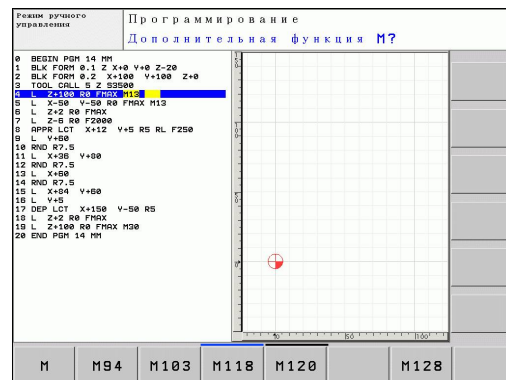 Режим ручного
управления
Программирование
Дополнительная функция M?
0 BEGIN PGM 14 MM
1 BLK FORM 0.1 Z X+0 Y+0 Z-20
2 BLK FORM 0.2 X+100 Y+100 Z+0
3 TOOL CALL 5 Z S3500
4 L Z+100 R0 FMAX M13
5 L X-50 Y-50 R0 FMAX M13
6 L Z+2 R0 FMAX
7 L Z-6 R0 F2000
8 APPR LCT X+12 Y+5 R5 RL F250
9 L Y+60
10 RND R7.5
11 L X+36 Y+80
12 RND R7.5
13 L X+60
14 RND R7.5
15 L X+84 Y+60
16 L Y+5
17 DEP LCT X+150 Y-50 R5
18 L Z+2 R0 FMAX
19 L Z+100 R0 FMAX M30
20 END PGM 14 MM
50 100
M M94 M103 M118 M120 M128